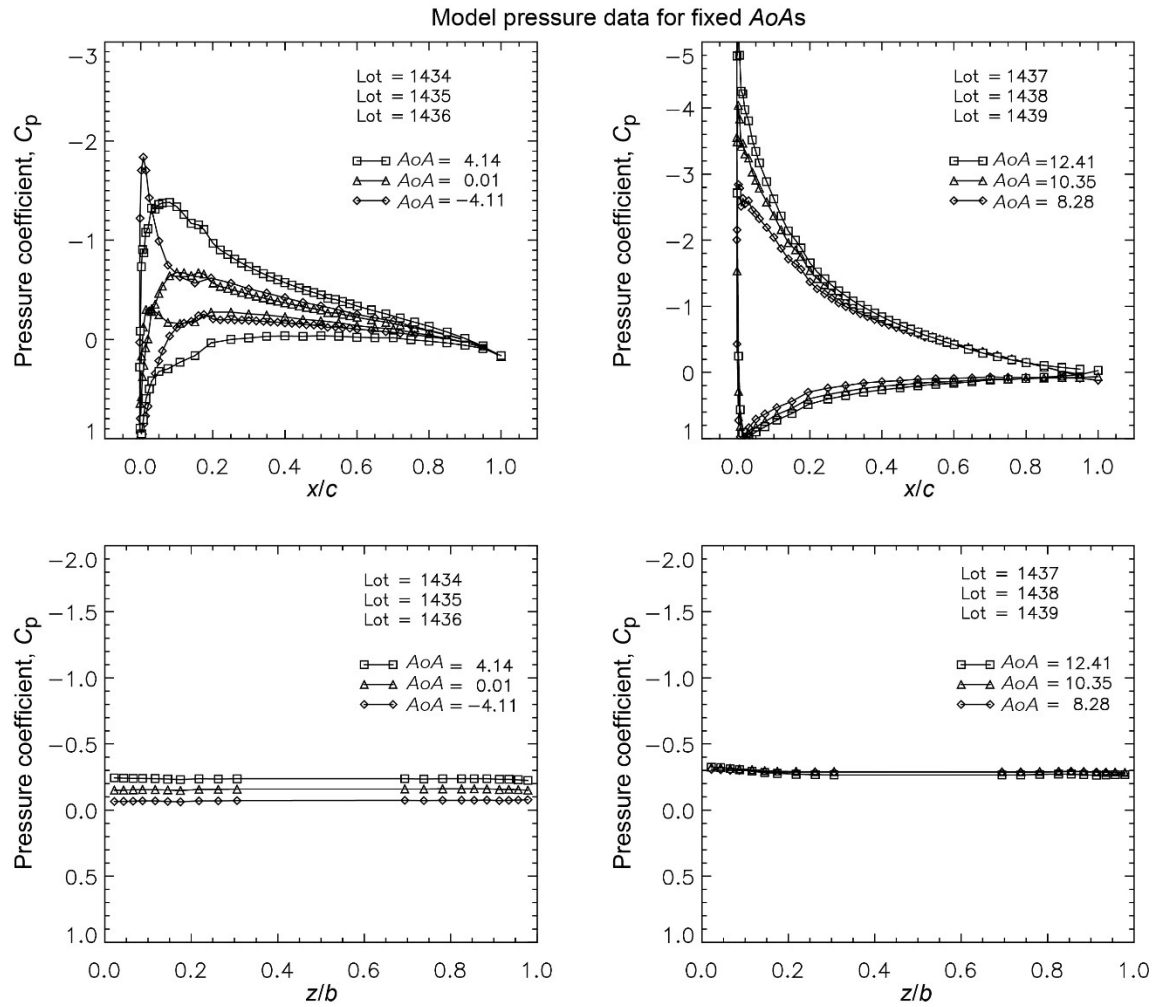 Model pressure data for fixed AoAs
Pressure coefficient, Cp
−3
−2
−1
0
1
Lot = 1434
Lot = 1435
Lot = 1436
AoA = 4.14
AoA = 0.01
AoA = −4.11
0.0 0.2 0.4 0.6 0.8 1.0
x/c
Pressure coefficient, Cp
−5
−4
−3
−2
−1
0
1
Lot = 1437
Lot = 1438
Lot = 1439
AoA = 12.41
AoA = 10.35
AoA = 8.28
0.0 0.2 0.4 0.6 0.8 1.0
x/c
Pressure coefficient, Cp
−2.0
−1.5
−1.0
−0.5
0.0
0.5
1.0
Lot = 1434
Lot = 1435
Lot = 1436
AoA = 4.14
AoA = 0.01
AoA = −4.11
0.0 0.2 0.4 0.6 0.8 1.0
z/b
Pressure coefficient, Cp
−2.0
−1.5
−1.0
−0.5
0.0
0.5
1.0
Lot = 1437
Lot = 1438
Lot = 1439
AoA = 12.41
AoA = 10.35
AoA = 8.28
0.0 0.2 0.4 0.6 0.8 1.0
z/b